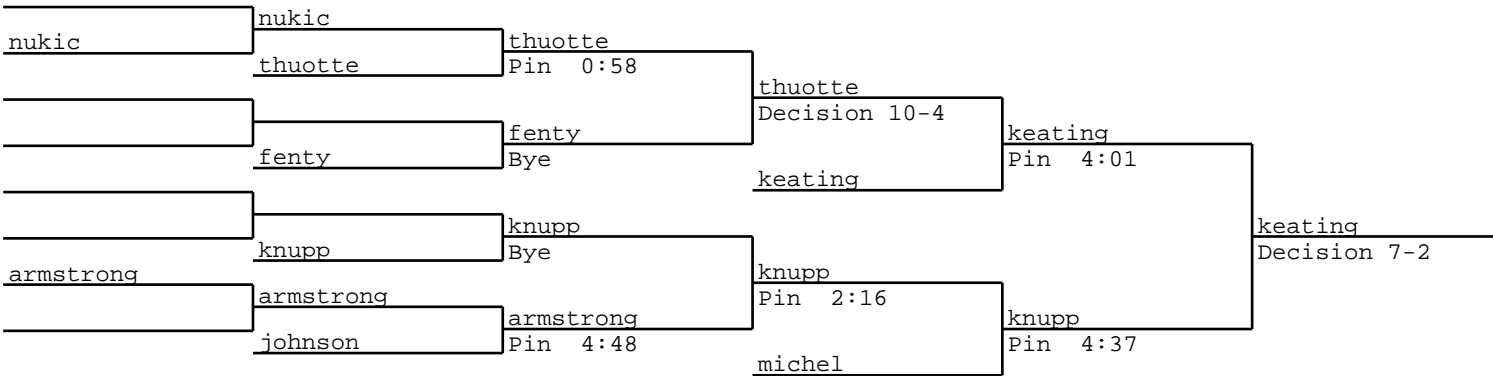 nukic
nukic
thuotte
thuotte
Pin 0:58
fenty
fenty
Bye
thuotte
Decision 10-4
keating
keating
Pin 4:01
knupp
knupp
Bye
armstrong
armstrong
johnson
armstrong
Pin 4:48
knupp
Pin 2:16
michel
knupp
Pin 4:37
keating
Decision 7-2